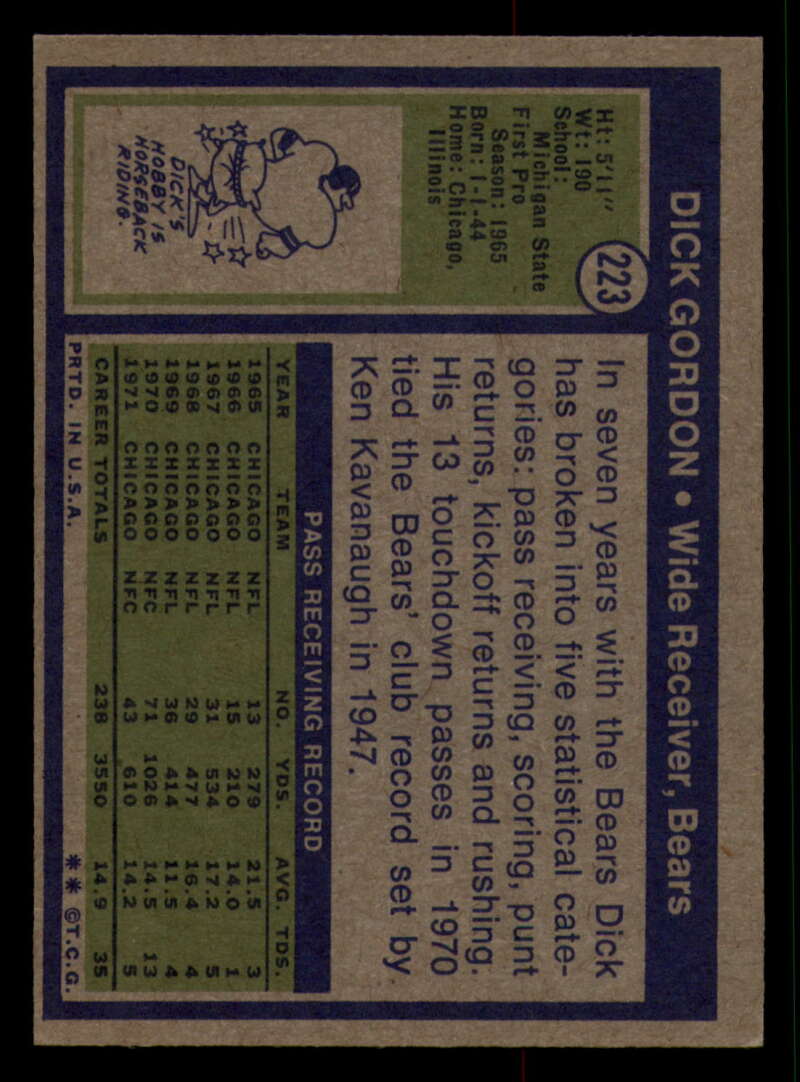 DICK GORDON • Wide Receiver, Bears
223
Ht: 5'11"
Wt: 190
School:
Michigan State
First Pro
Season: 1965
Born: 1-1-44
Home: Chicago,
Illinois
DICK'S
HOBBY IS
HORSEBACK
RIDING.
In seven years with the Bears Dick
has broken into five statistical cate-
gories: pass receiving, scoring, punt
returns, kickoff returns and rushing.
His 13 touchdown passes in 1970
tied the Bears' club record set by
Ken Kavanaugh in 1947.
PASS RECEIVING RECORD
YEAR TEAM NO. YDS. AVG. TDS.
1965 CHICAGO NFL 13 279 21.5 3
1966 CHICAGO NFL 15 210 14.0 1
1967 CHICAGO NFL 31 534 17.2 5
1968 CHICAGO NFL 29 477 16.4 4
1969 CHICAGO NFL 36 414 11.5 4
1970 CHICAGO NFC 71 1026 14.5 13
1971 CHICAGO NFC 43 610 14.2 5
CAREER TOTALS 238 3550 14.9 35
PRTD. IN U.S.A. ** ©T.C.G.